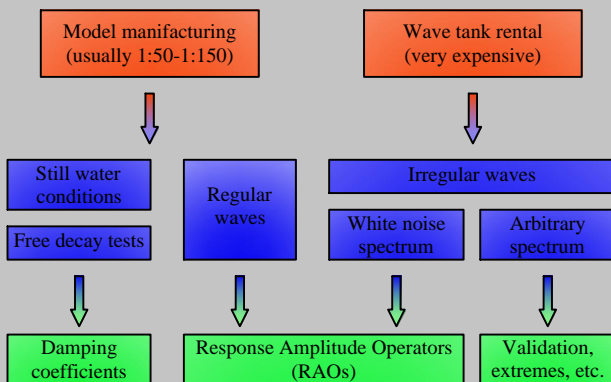 Model manifacturing
(usually 1:50-1:150)
Wave tank rental
(very expensive)
Still water
conditions
Free decay tests
Regular
waves
Irregular waves
White noise
spectrum
Arbitrary
spectrum
Damping
coefficients
Response Amplitude Operators
(RAOs)
Validation,
extremes, etc.